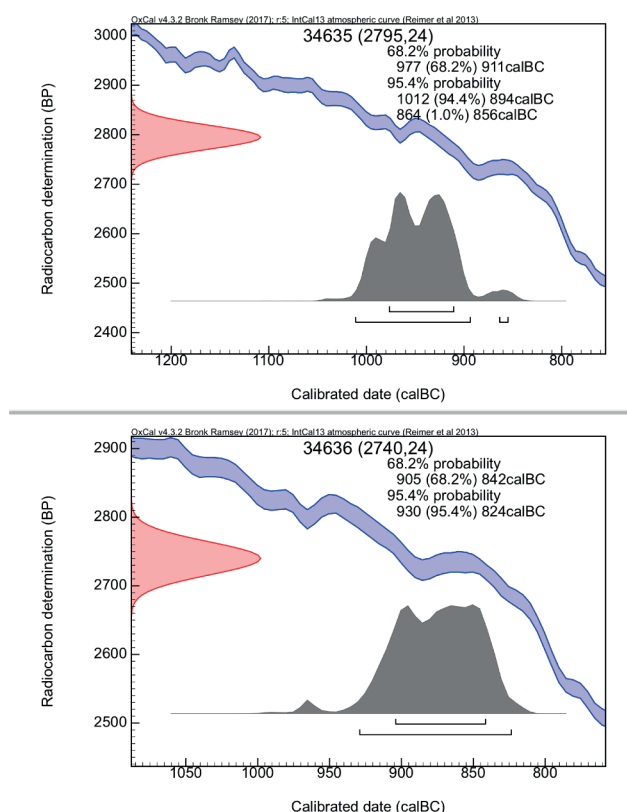 OxCal v4.3.2 Bronk Ramsey (2017); r:5; IntCal13 atmospheric curve (Reimer et al 2013)
34635 (2795,24)
68.2% probability
977 (68.2%) 911calBC
95.4% probability
1012 (94.4%) 894calBC
864 (1.0%) 856calBC
Radiocarbon determination (BP)
3000
2900
2800
2700
2600
2500
2400
1200 1100 1000 900 800
Calibrated date (calBC)
OxCal v4.3.2 Bronk Ramsey (2017); r:5; IntCal13 atmospheric curve (Reimer et al 2013)
34636 (2740,24)
68.2% probability
905 (68.2%) 842calBC
95.4% probability
930 (95.4%) 824calBC
Radiocarbon determination (BP)
2900
2800
2700
2600
2500
1050 1000 950 900 850 800
Calibrated date (calBC)